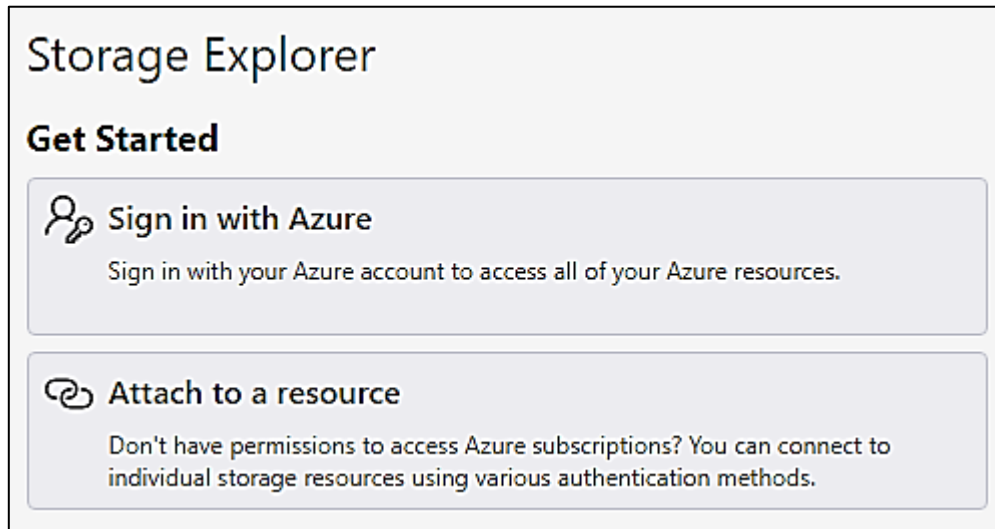 Storage Explorer
Get Started
Sign in with Azure
Sign in with your Azure account to access all of your Azure resources.
Attach to a resource
Don't have permissions to access Azure subscriptions? You can connect to
individual storage resources using various authentication methods.